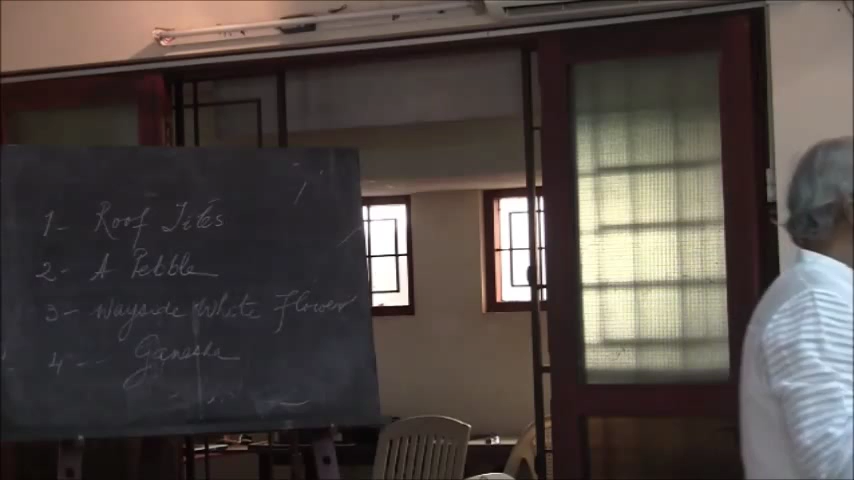 1- Roof Tiles
2- A Pebble
3- Wayside White Flower
4- Ganesha